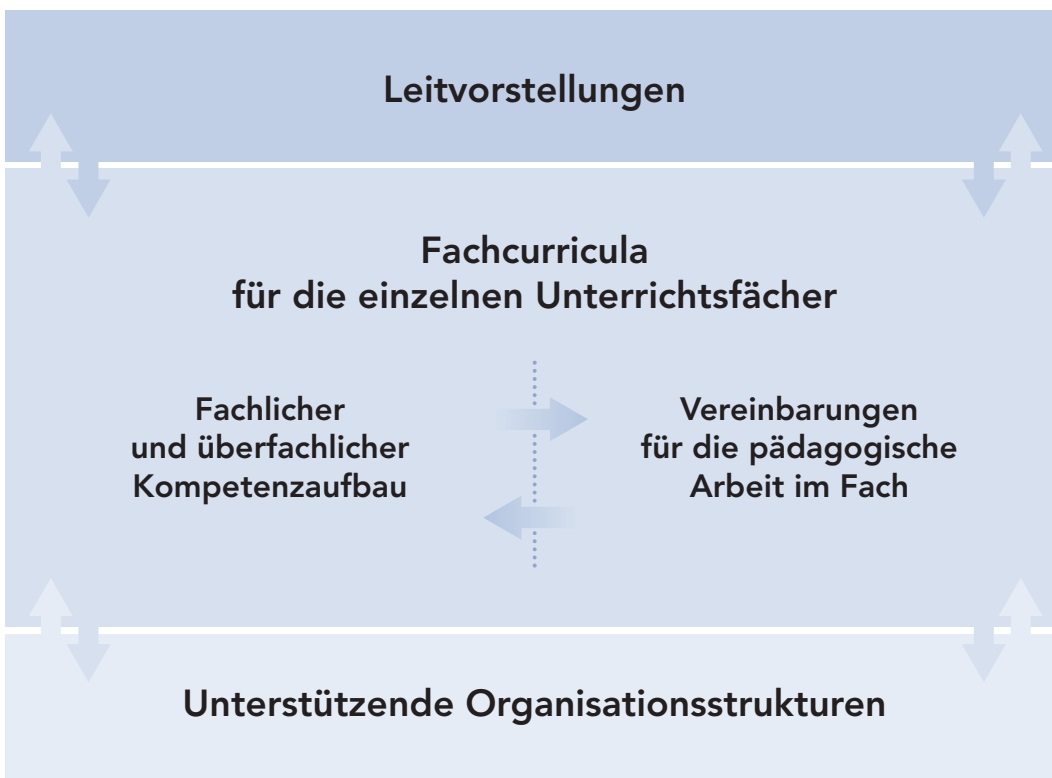 Leitvorstellungen
Fachcurricula
für die einzelnen Unterrichtsfächer
Fachlicher
und überfachlicher
Kompetenzaufbau
Vereinbarungen
für die pädagogische
Arbeit im Fach
Unterstützende Organisationsstrukturen